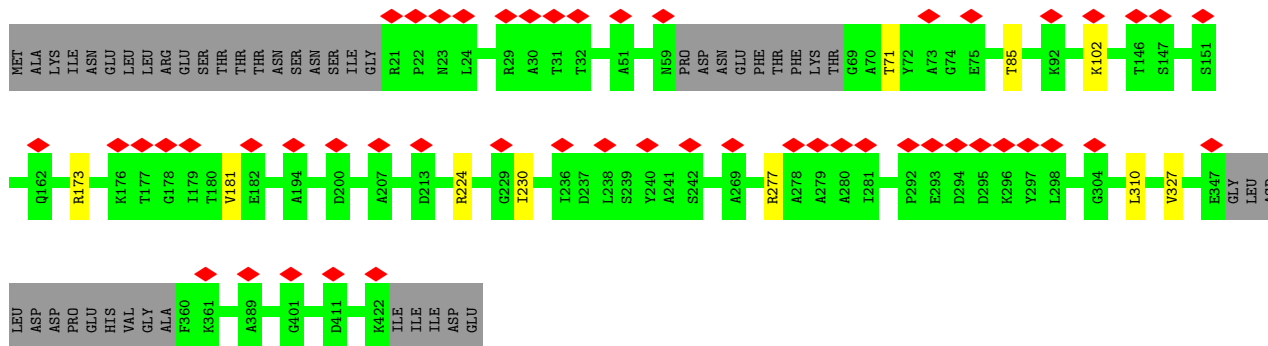 MET ALA LYS ILE ASN GLU LEU LEU ARG GLU SER THR THR THR ASN SER ASN SER ILE GLY R21 P22 N23 L24 R29 A30 T31 T32 A51 N59 PRO ASP ASN GLU PHE THR PHE LYS THR G69 A70 T71 Y72 A73 G74 E75 T85 K92 K102 T146 S147 S151
Q162 R173 K176 T177 G178 I179 T180 V181 E182 A194 D200 A207 D213 R224 G229 I230 I236 D237 L238 S239 Y240 A241 S242 A269 R277 A278 A279 A280 I281 P292 E293 D294 D295 K296 Y297 L298 G304 L310 V327 E347 GLY LEU ASP
LEU ASP ASP PRO GLU HIS VAL GLY ALA F360 K361 A389 G401 D411 K422 ILE ILE ILE ASP GLU